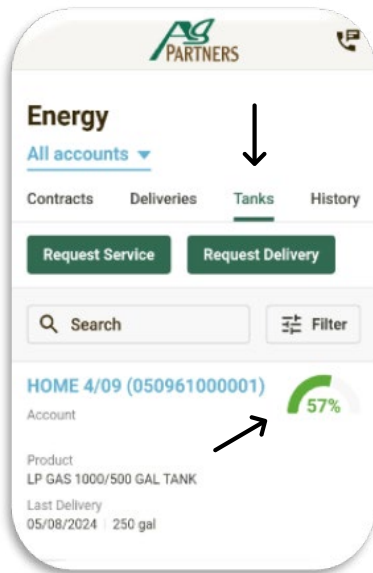 Ag
PARTNERS
Energy
All accounts
Contracts Deliveries Tanks History
Request Service Request Delivery
Search Filter
HOME 4/09 (050961000001)
57%
Account
Product
LP GAS 1000/500 GAL TANK
Last Delivery
05/08/2024 250 gal